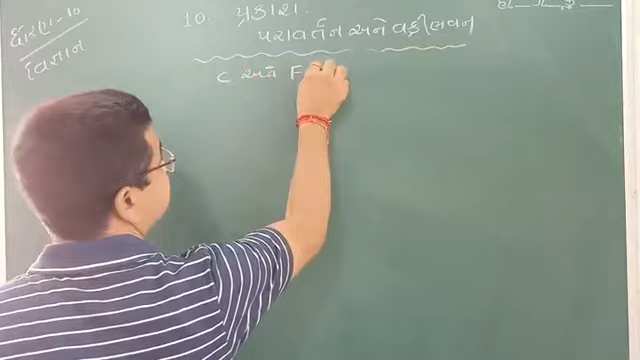 ધોરણ-10
વિજ્ઞાન
10. પ્રકાશ.
પરાવર્તન અને વક્રીભવન
C અને F